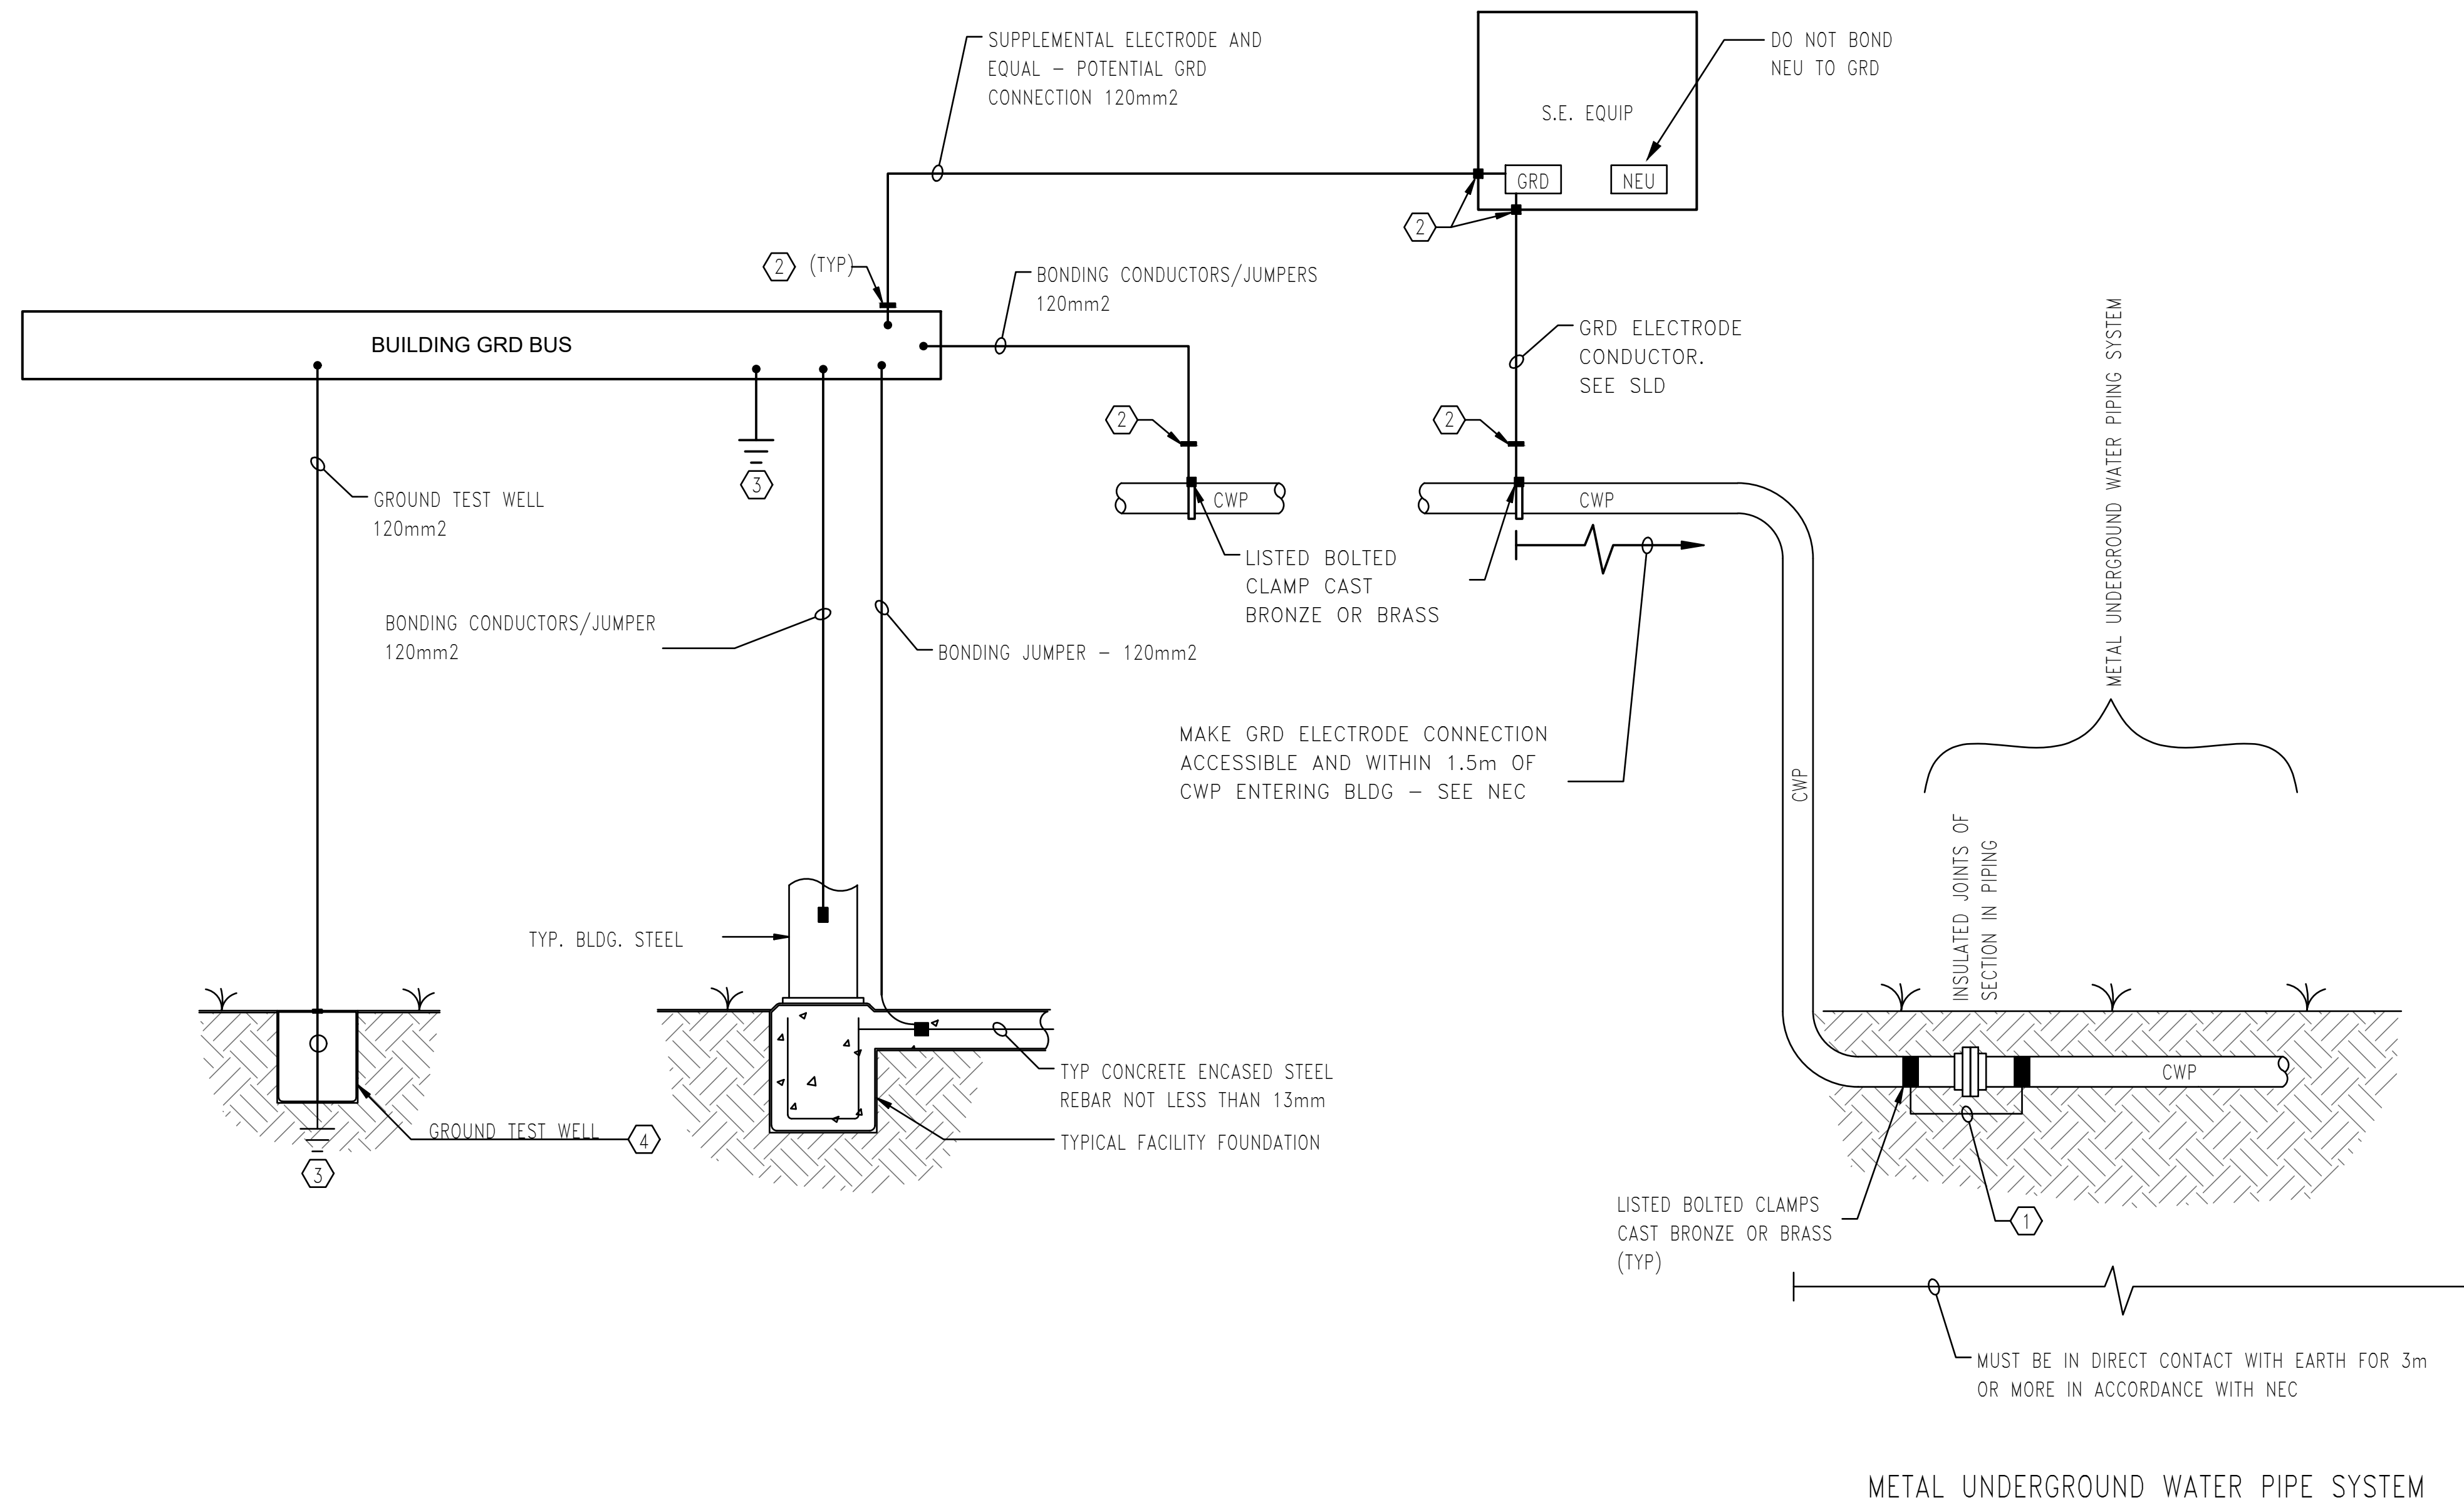 SUPPLEMENTAL ELECTRODE AND
EQUAL – POTENTIAL GRD
CONNECTION 120mm2
DO NOT BOND
NEU TO GRD
S.E. EQUIP
GRD
NEU
2
2 (TYP)
BONDING CONDUCTORS/JUMPERS
120mm2
BUILDING GRD BUS
GRD ELECTRODE
CONDUCTOR.
SEE SLD
METAL UNDERGROUND WATER PIPING SYSTEM
2
2
3
GROUND TEST WELL
120mm2
CWP
CWP
LISTED BOLTED
CLAMP CAST
BRONZE OR BRASS
BONDING CONDUCTORS/JUMPER
120mm2
BONDING JUMPER – 120mm2
MAKE GRD ELECTRODE CONNECTION
ACCESSIBLE AND WITHIN 1.5m OF
CWP ENTERING BLDG – SEE NEC
CWP
INSULATED JOINTS OF
SECTION IN PIPING
TYP. BLDG. STEEL
TYP CONCRETE ENCASED STEEL
REBAR NOT LESS THAN 13mm
CWP
GROUND TEST WELL
4
TYPICAL FACILITY FOUNDATION
3
LISTED BOLTED CLAMPS
CAST BRONZE OR BRASS
(TYP)
1
MUST BE IN DIRECT CONTACT WITH EARTH FOR 3m
OR MORE IN ACCORDANCE WITH NEC
METAL UNDERGROUND WATER PIPE SYSTEM